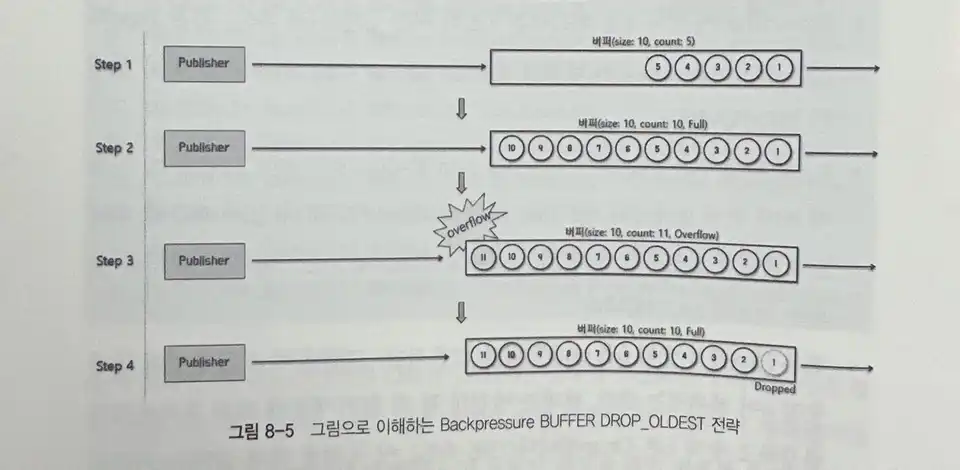 버퍼(size: 10, count: 5)
Step 1 Publisher 5 4 3 2 1
버퍼(size: 10, count: 10, Full)
Step 2 Publisher 10 9 8 7 6 5 4 3 2 1
overflow
버퍼(size: 10, count: 11, Overflow)
Step 3 Publisher 11 10 9 8 7 6 5 4 3 2 1
버퍼(size: 10, count: 10, Full)
Step 4 Publisher 11 10 9 8 7 6 5 4 3 2 1
Dropped
그림 8-5 그림으로 이해하는 Backpressure BUFFER DROP_OLDEST 전략